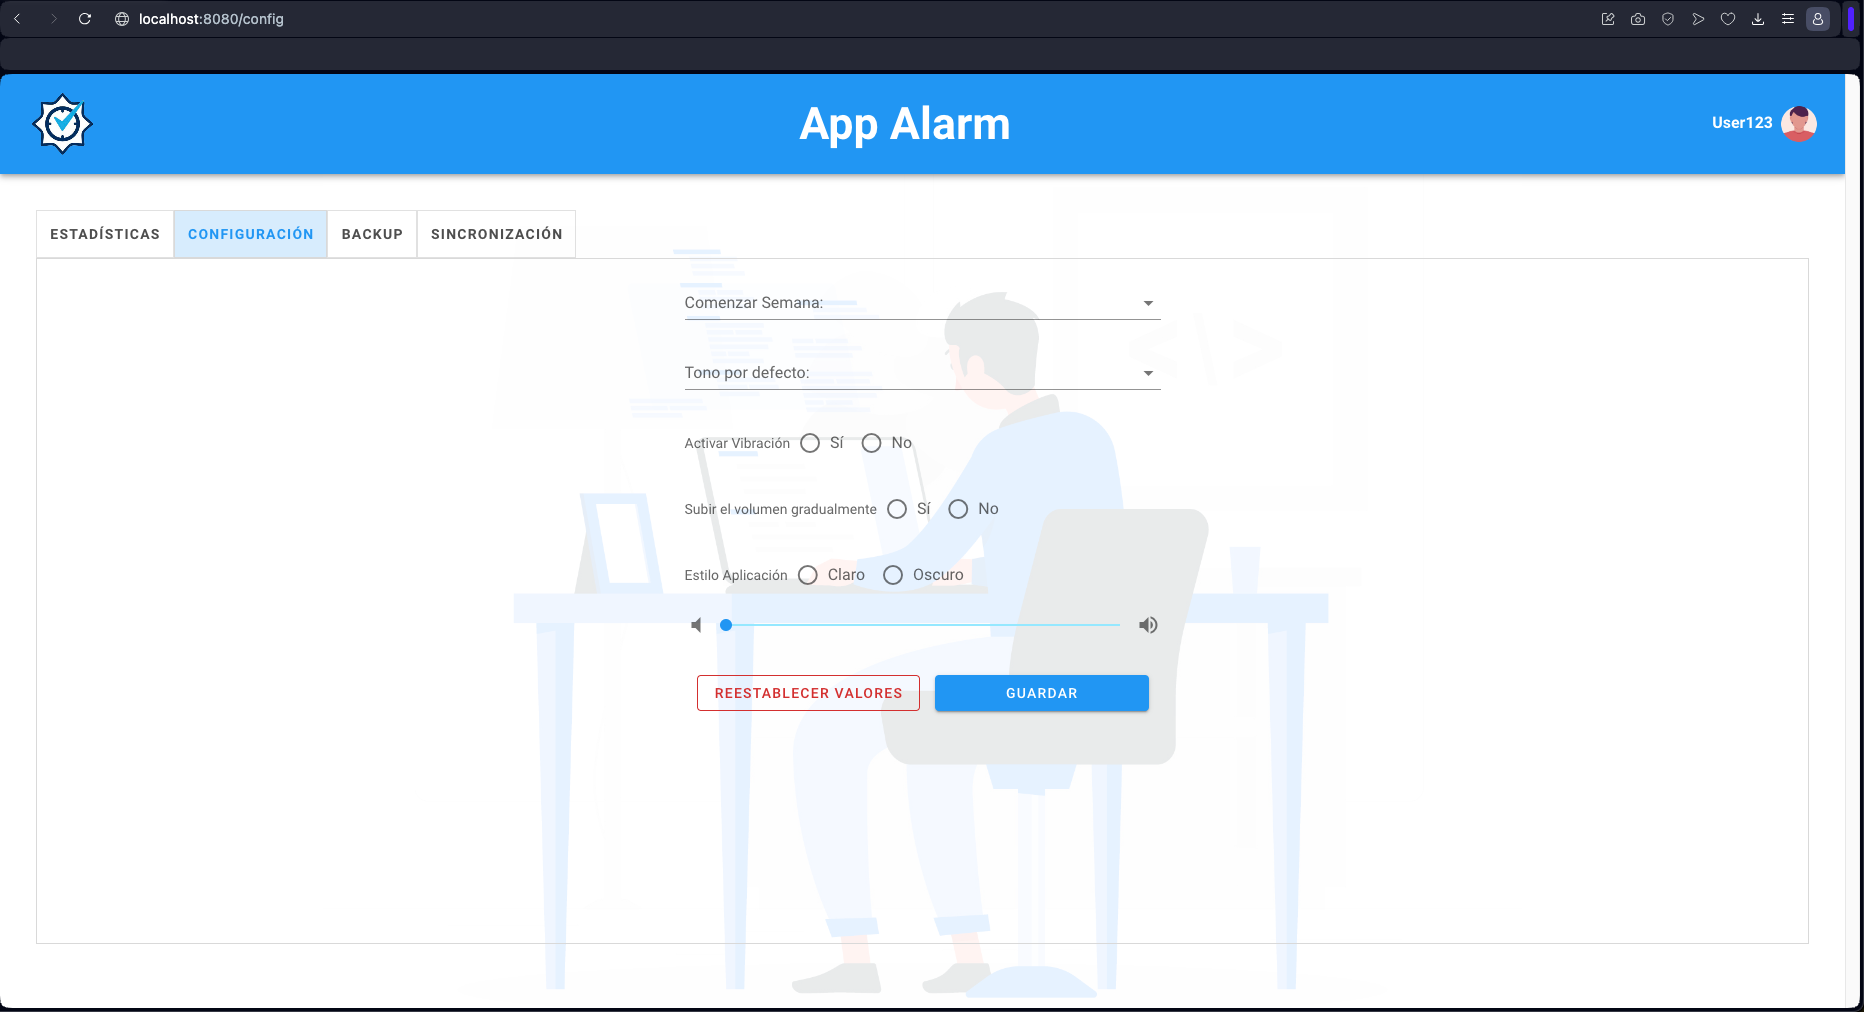 localhost:8080/config
App Alarm
User123
ESTADÍSTICAS CONFIGURACIÓN BACKUP SINCRONIZACIÓN
Comenzar Semana:
Tono por defecto:
Activar Vibración Sí No
Subir el volumen gradualmente Sí No
Estilo Aplicación Claro Oscuro
REESTABLECER VALORES GUARDAR